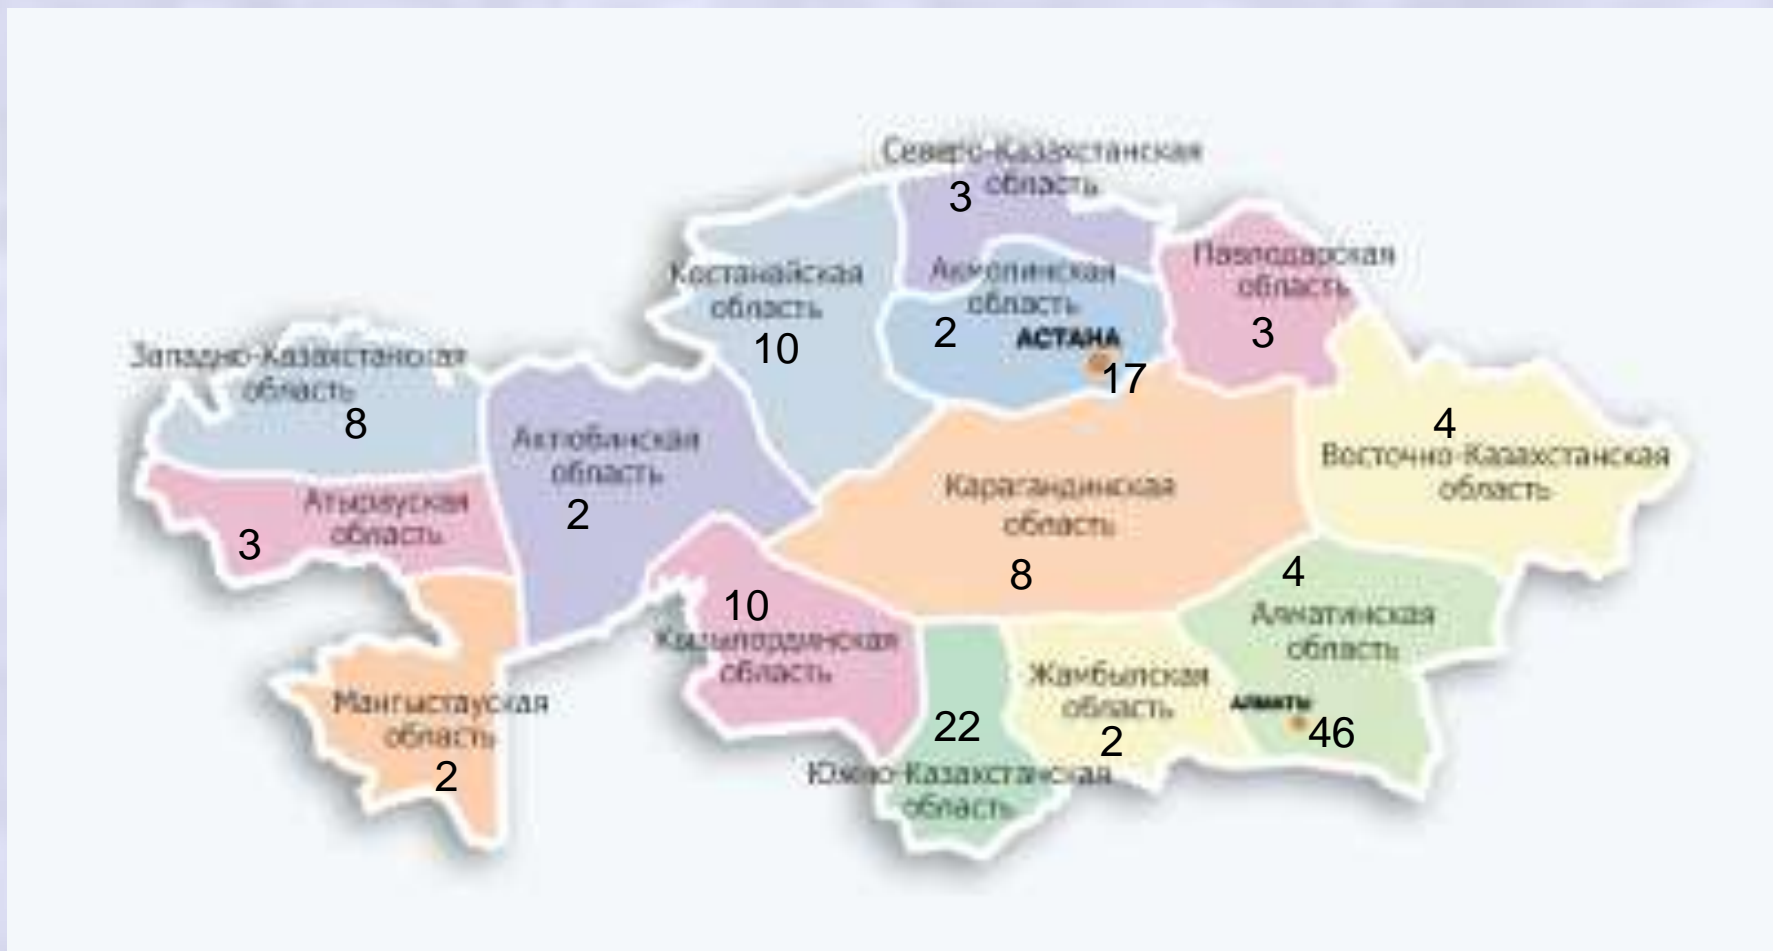 Северо-Казахстанская
область
3
Павлодарская
область
3
Костанайская
область
10
Акмолинская
область
2
АСТАНА
17
Западно-Казахстанская
область
8
Актюбинская
область
2
4
Восточно-Казахстанская
область
Атырауская
область
3
Карагандинская
область
8
4
Алматинская
область
10
Кызылординская
область
Жамбылская
область
2
АЛМАТЫ
46
Мангыстауская
область
2
22
Южно-Казахстанская
область